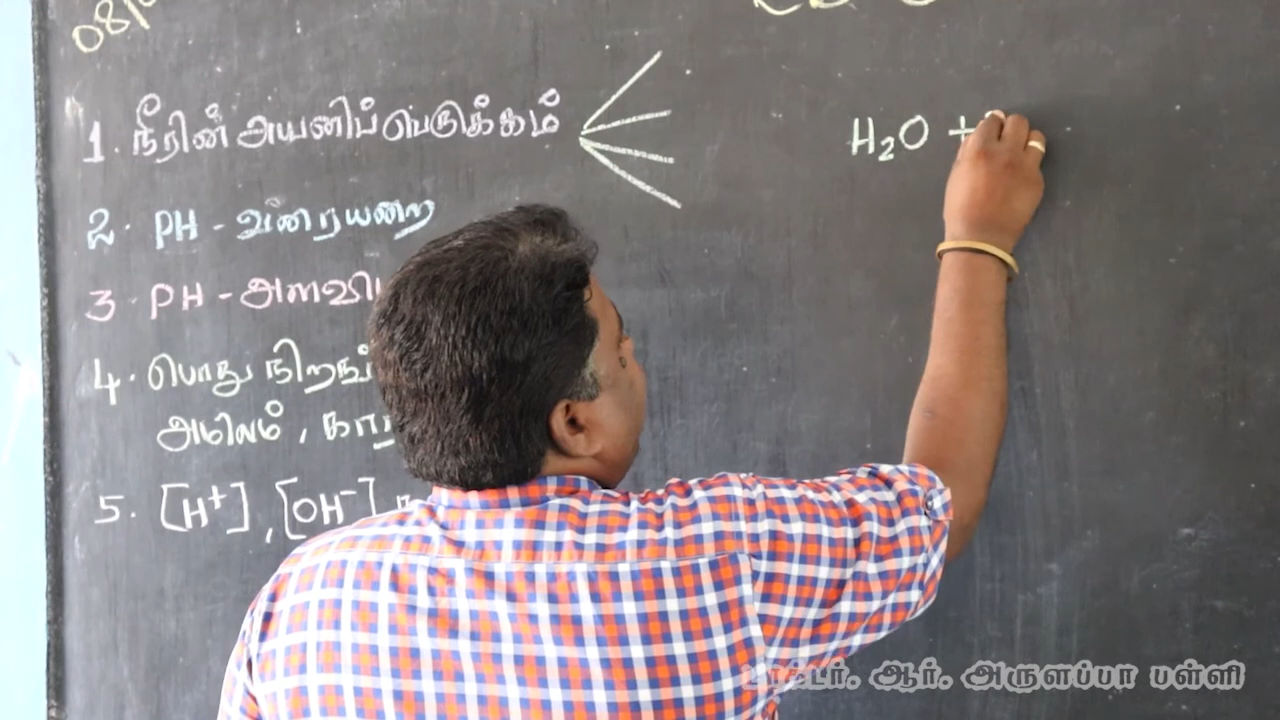 08/
1. நீரின் அயனிப் பெருக்கம்
H₂O +
2. PH - வரையறை
3. PH - அளவி
4. பொது நிறங்
அமிலம், கார
5. [H⁺], [OH⁻]
டாக்டர். ஆர். அருளப்பா பள்ளி